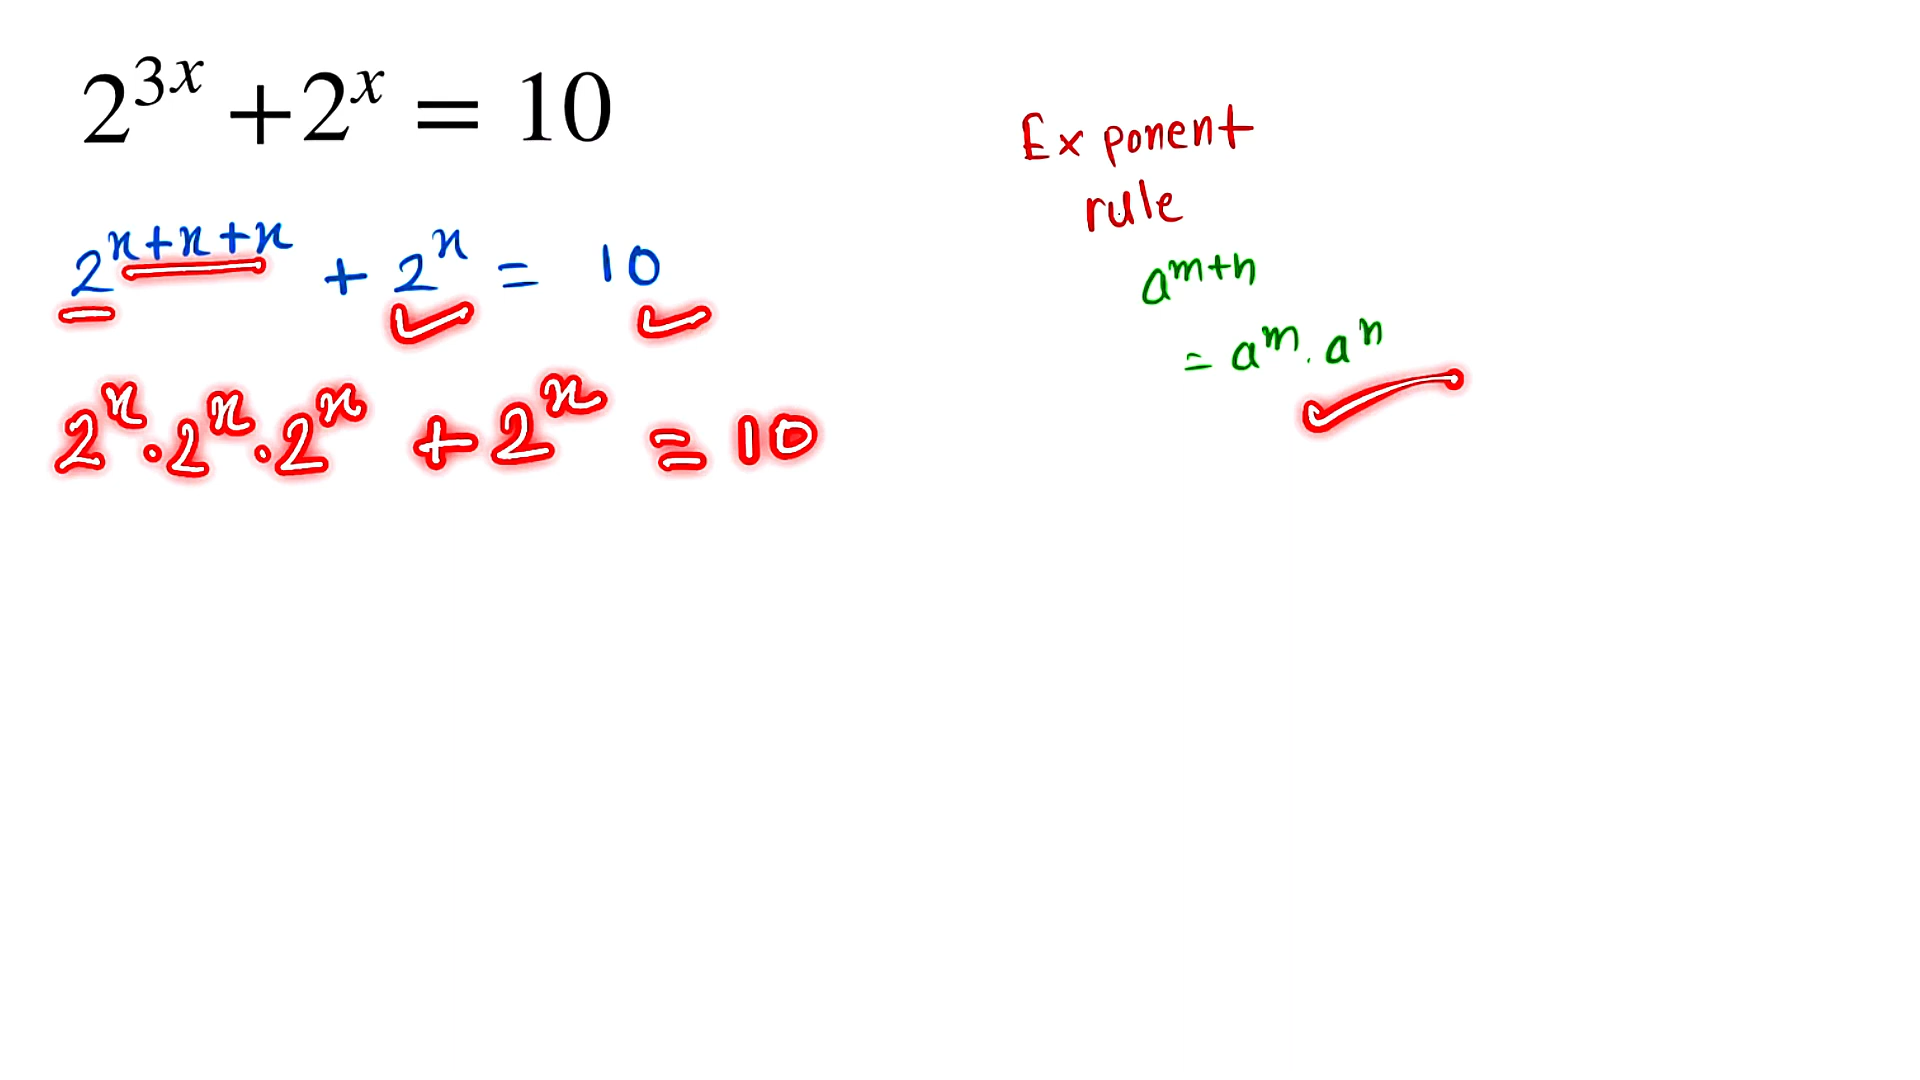 2^{3x} + 2^x = 10
2^{x+x+x} + 2^x = 10
2^x . 2^x . 2^x + 2^x = 10
Exponent
rule
a^{m+n}
= a^m . a^n